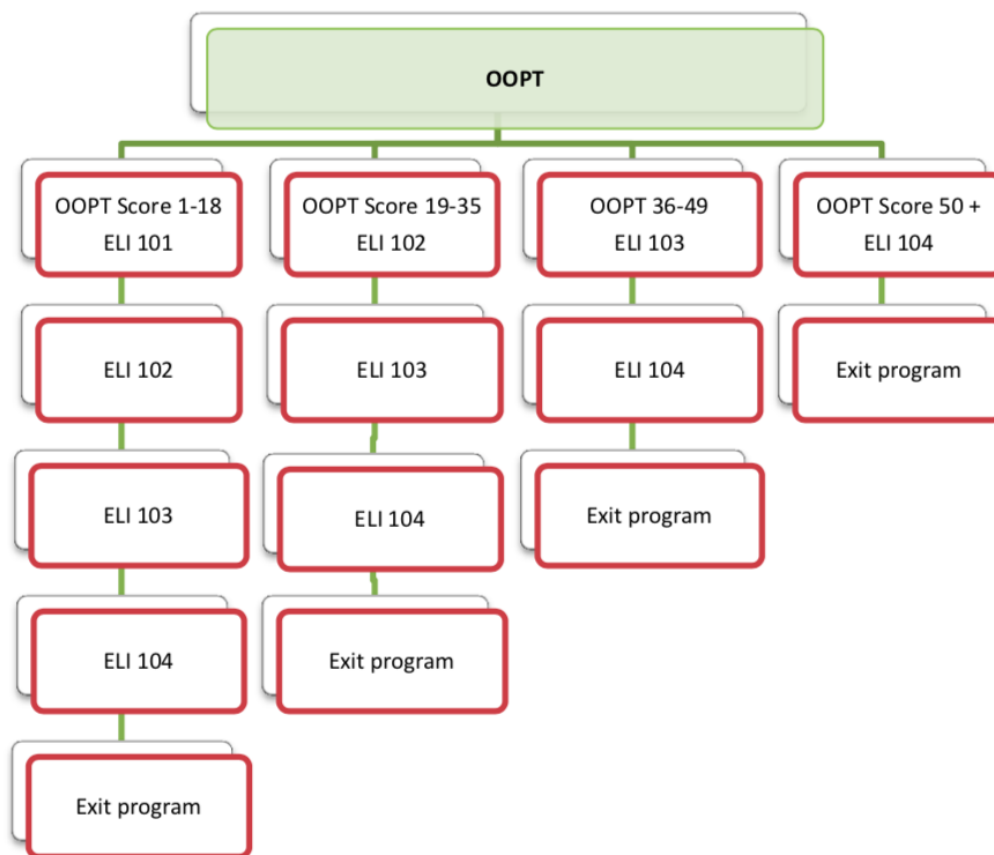 OOPT
OOPT Score 1-18
ELI 101
OOPT Score 19-35
ELI 102
OOPT 36-49
ELI 103
OOPT Score 50 +
ELI 104
ELI 102
ELI 103
ELI 104
Exit program
ELI 103
ELI 104
Exit program
ELI 104
Exit program
Exit program